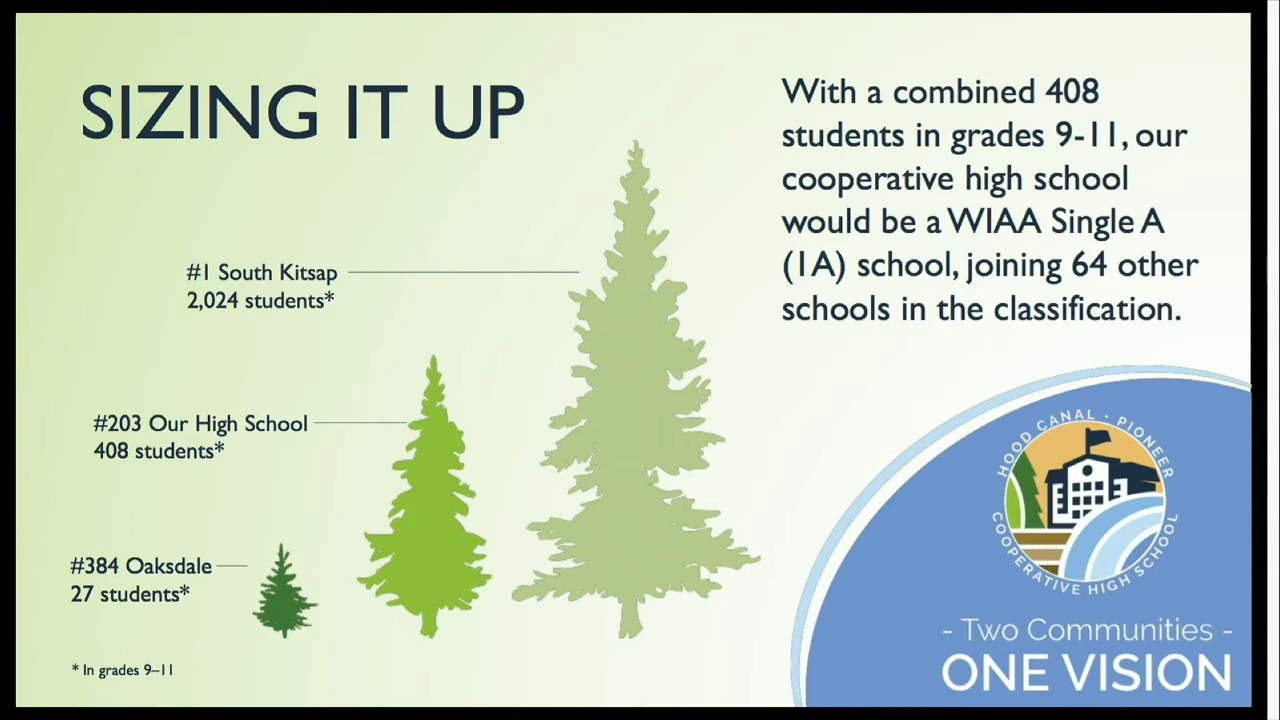 SIZING IT UP
With a combined 408
students in grades 9-11, our
cooperative high school
would be a WIAA Single A
(1A) school, joining 64 other
schools in the classification.
#1 South Kitsap
2,024 students*
#203 Our High School
408 students*
#384 Oaksdale
27 students*
* In grades 9–11
HOOD CANAL • PIONEER
COOPERATIVE HIGH SCHOOL
- Two Communities -
ONE VISION